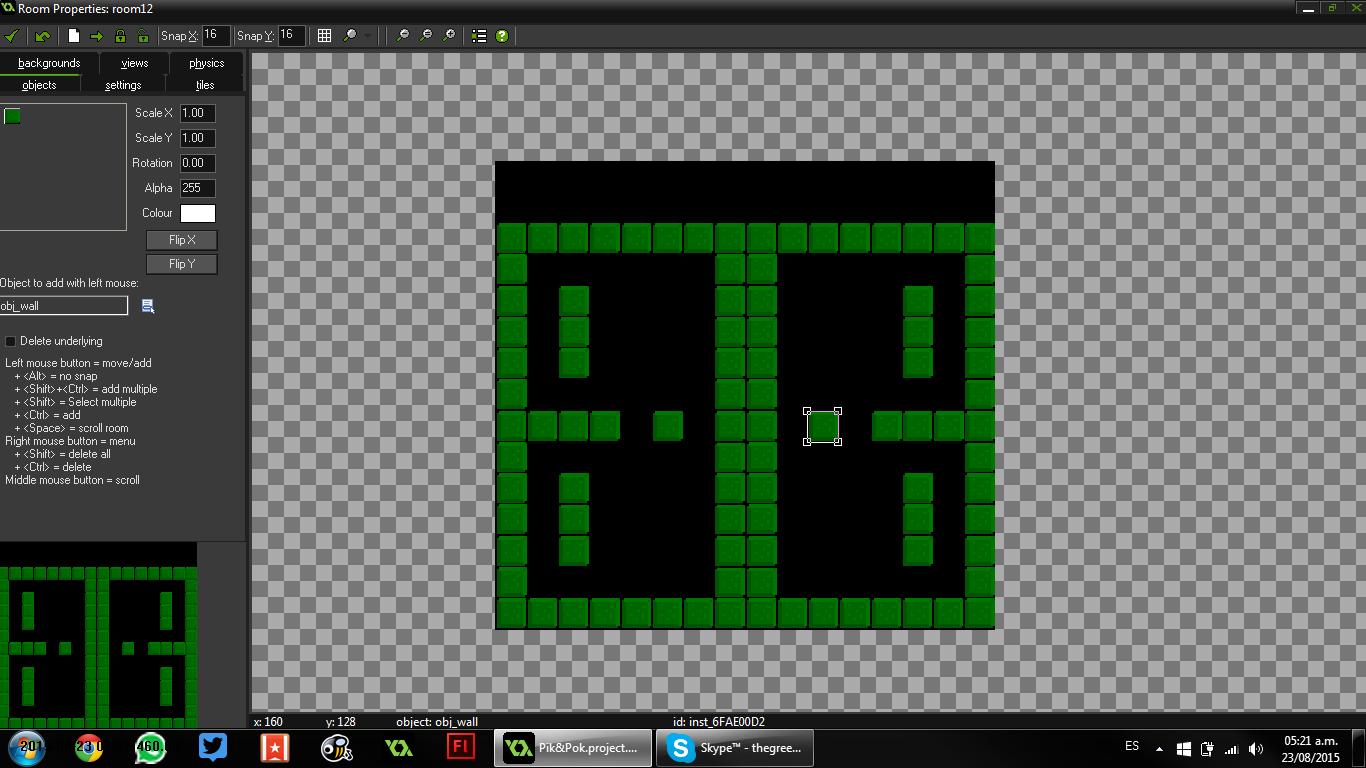 Room Properties: room12
Snap X: 16 Snap Y: 16
backgrounds views physics
objects settings tiles
Scale X 1.00
Scale Y 1.00
Rotation 0.00
Alpha 255
Colour
Flip X
Flip Y
Object to add with left mouse:
obj_wall
Delete underlying
Left mouse button = move/add
+ <Alt> = no snap
+ <Shift>+<Ctrl> = add multiple
+ <Shift> = Select multiple
+ <Ctrl> = add
+ <Space> = scroll room
Right mouse button = menu
+ <Shift> = delete all
+ <Ctrl> = delete
Middle mouse button = scroll
x: 160 y: 128 object: obj_wall id: inst_6FAE00D2
Pik&Pok.project....
Skype™ - thegree...
ES
05:21 a.m.
23/08/2015